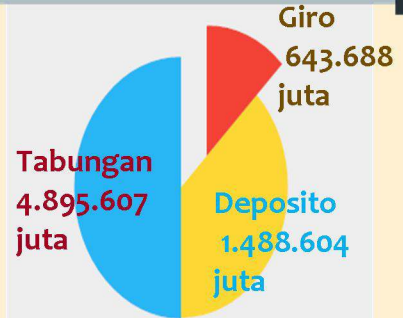 Giro
643.688
juta
Tabungan
4.895.607
juta
Deposito
1.488.604
juta